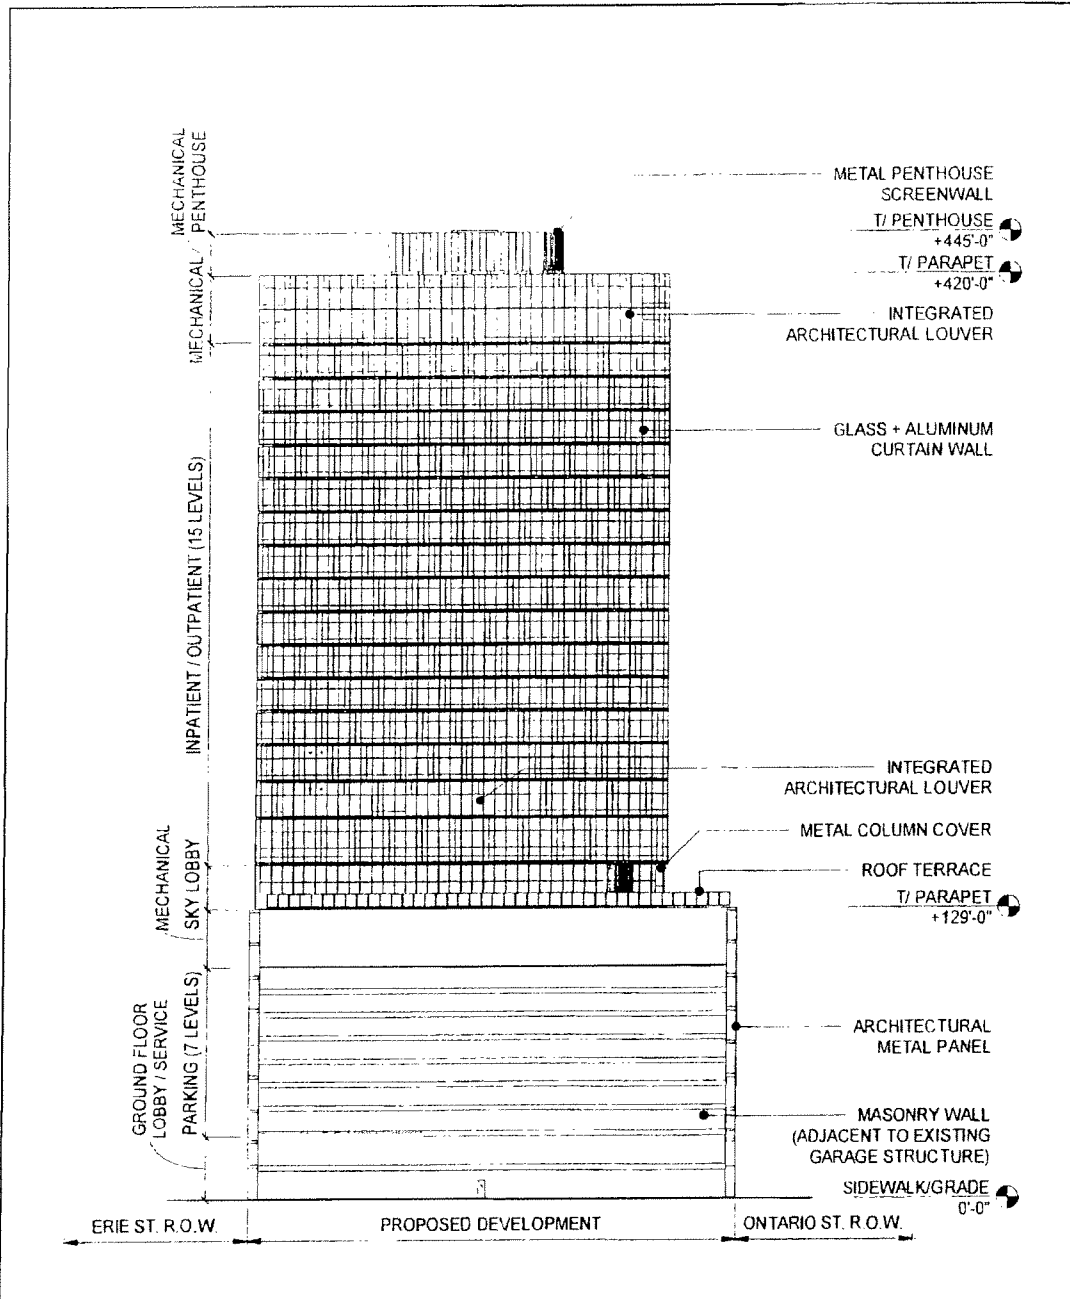 MECHANICAL
PENTHOUSE
MECHANICAL /
INPATIENT / OUTPATIENT (15 LEVELS)
MECHANICAL
SKY LOBBY
GROUND FLOOR
LOBBY / SERVICE
PARKING (7 LEVELS)
METAL PENTHOUSE
SCREENWALL
T/ PENTHOUSE
+445'-0"
T/ PARAPET
+420'-0"
INTEGRATED
ARCHITECTURAL LOUVER
GLASS + ALUMINUM
CURTAIN WALL
INTEGRATED
ARCHITECTURAL LOUVER
METAL COLUMN COVER
ROOF TERRACE
T/ PARAPET
+129'-0"
ARCHITECTURAL
METAL PANEL
MASONRY WALL
(ADJACENT TO EXISTING
GARAGE STRUCTURE)
SIDEWALK/GRADE
0'-0"
ERIE ST. R.O.W.
PROPOSED DEVELOPMENT
ONTARIO ST. R.O.W.